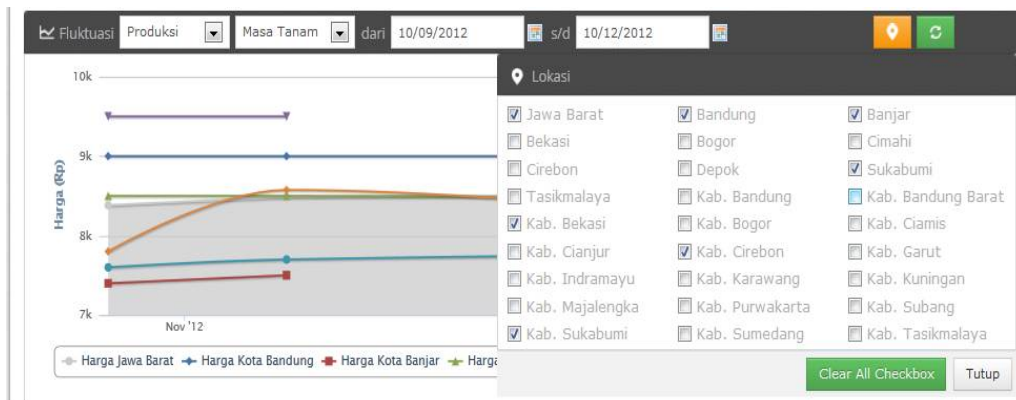 Fluktuasi Produksi Masa Tanam dari 10/09/2012 s/d 10/12/2012
Lokasi
Jawa Barat Bandung Banjar
Bekasi Bogor Cimahi
Cirebon Depok Sukabumi
Tasikmalaya Kab. Bandung Kab. Bandung Barat
Kab. Bekasi Kab. Bogor Kab. Ciamis
Kab. Cianjur Kab. Cirebon Kab. Garut
Kab. Indramayu Kab. Karawang Kab. Kuningan
Kab. Majalengka Kab. Purwakarta Kab. Subang
Kab. Sukabumi Kab. Sumedang Kab. Tasikmalaya
Clear All Checkbox Tutup
10k
9k
8k
7k
Harga (Rp)
Nov '12
Harga Jawa Barat Harga Kota Bandung Harga Kota Banjar Harga